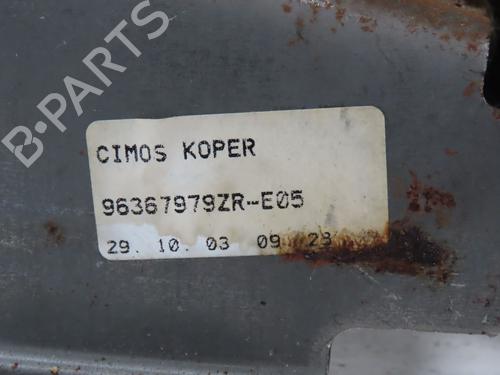 B-PARTS
CIMOS KOPER
96367979ZR-E05
29. 10. 03 09 23